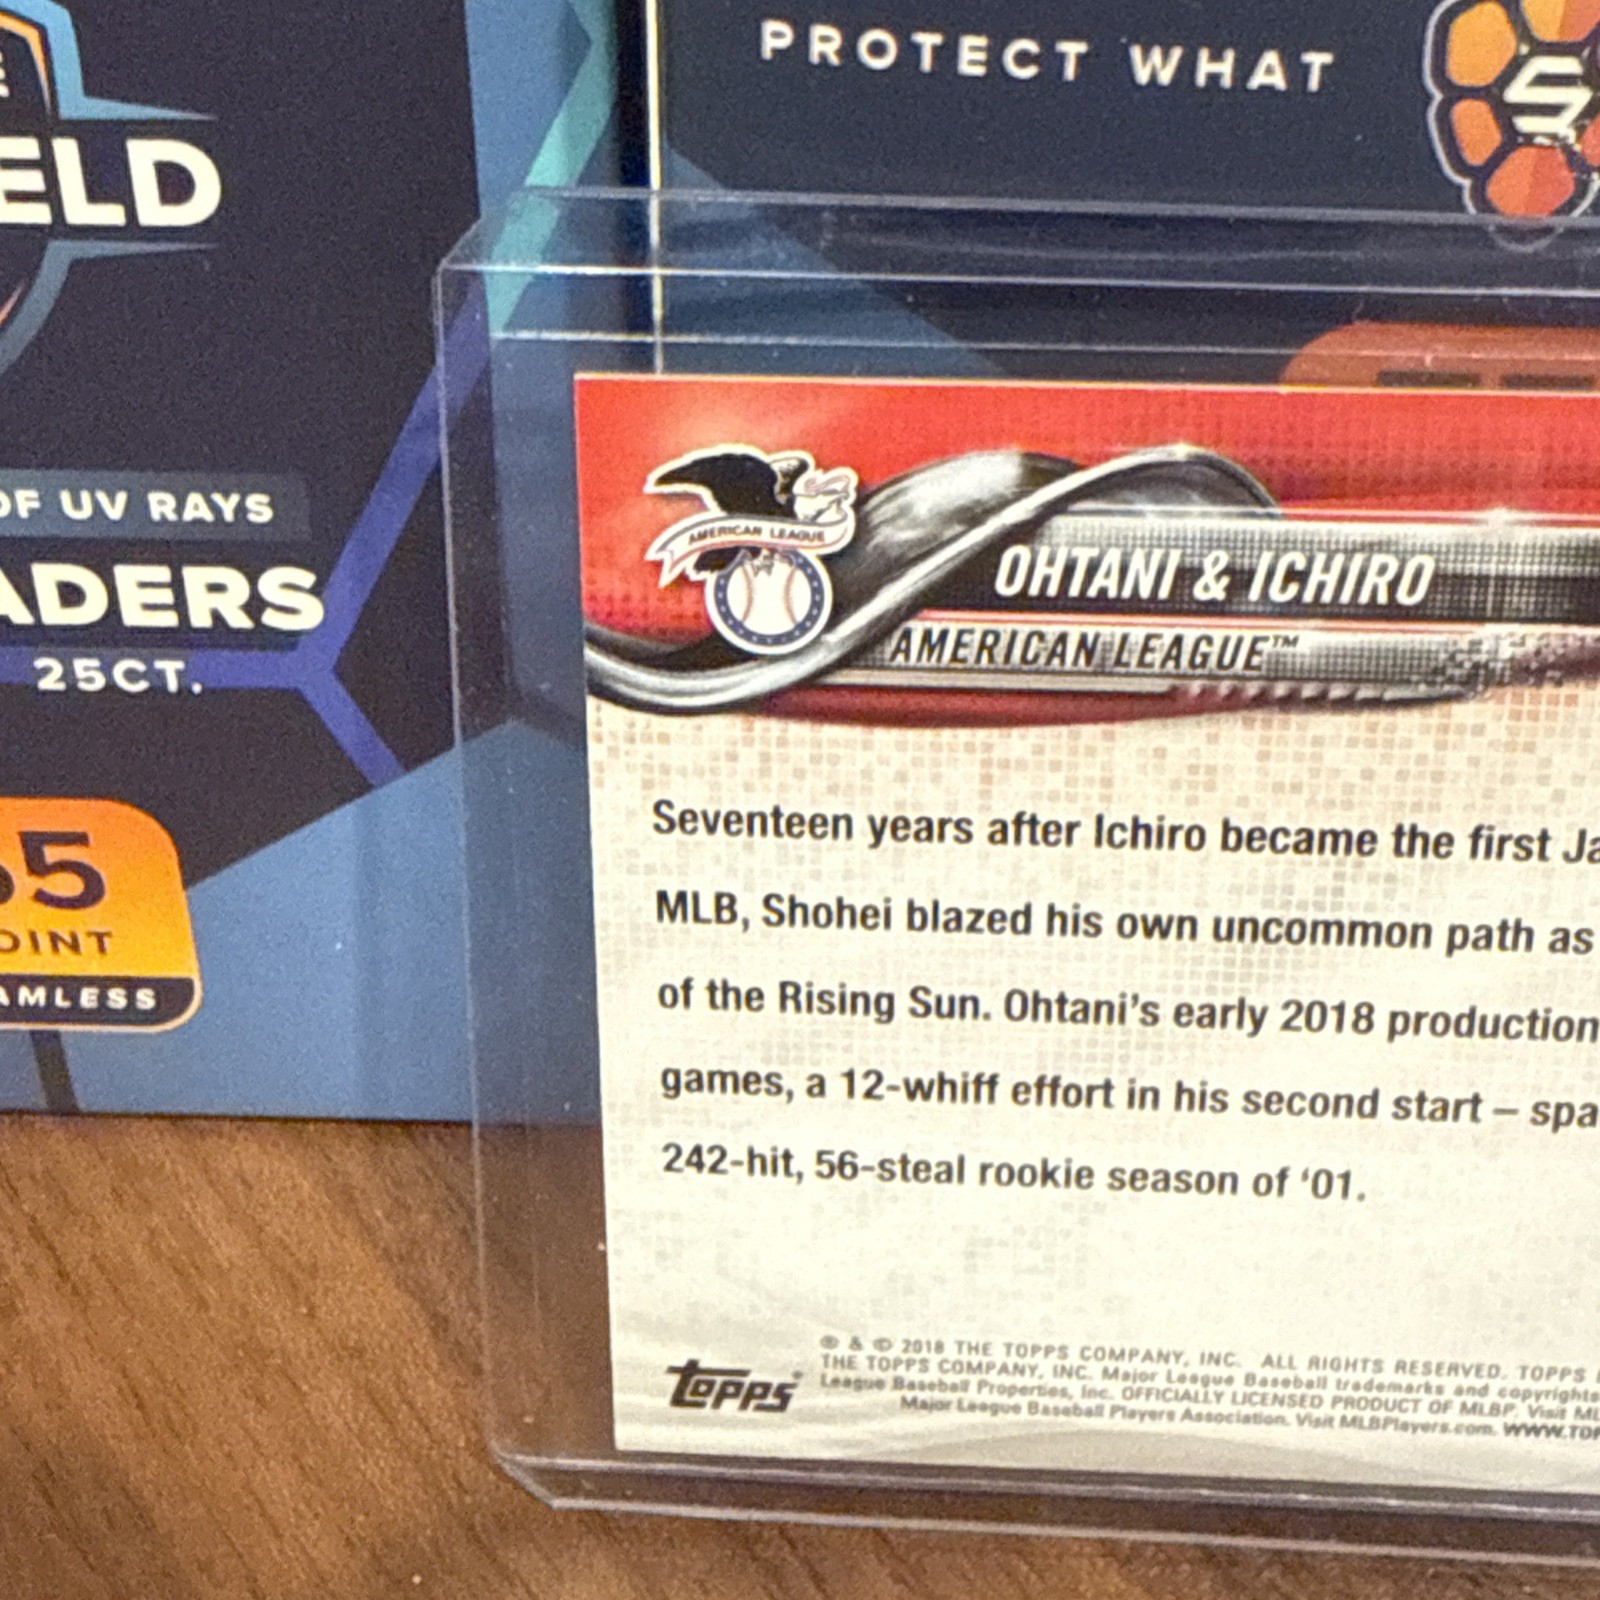 ELD
OF UV RAYS
ADERS
25CT.
55
OINT
AMLESS
PROTECT WHAT
S
AMERICAN LEAGUE
OHTANI & ICHIRO
AMERICAN LEAGUE™
Seventeen years after Ichiro became the first Ja
MLB, Shohei blazed his own uncommon path as
of the Rising Sun. Ohtani's early 2018 production
games, a 12-whiff effort in his second start – spa
242-hit, 56-steal rookie season of '01.
topps®
® & © 2018 THE TOPPS COMPANY, INC. ALL RIGHTS RESERVED. TOPPS
THE TOPPS COMPANY, INC. Major League Baseball trademarks and copyrights
League Baseball Properties, Inc. OFFICIALLY LICENSED PRODUCT OF MLBP. Visit ML
Major League Baseball Players Association. Visit MLBPlayers.com. WWW.TOP